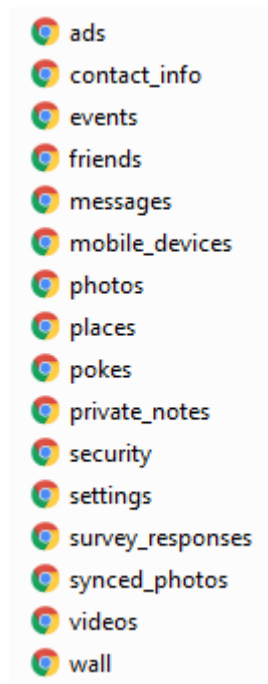 ads
contact_info
events
friends
messages
mobile_devices
photos
places
pokes
private_notes
security
settings
survey_responses
synced_photos
videos
wall